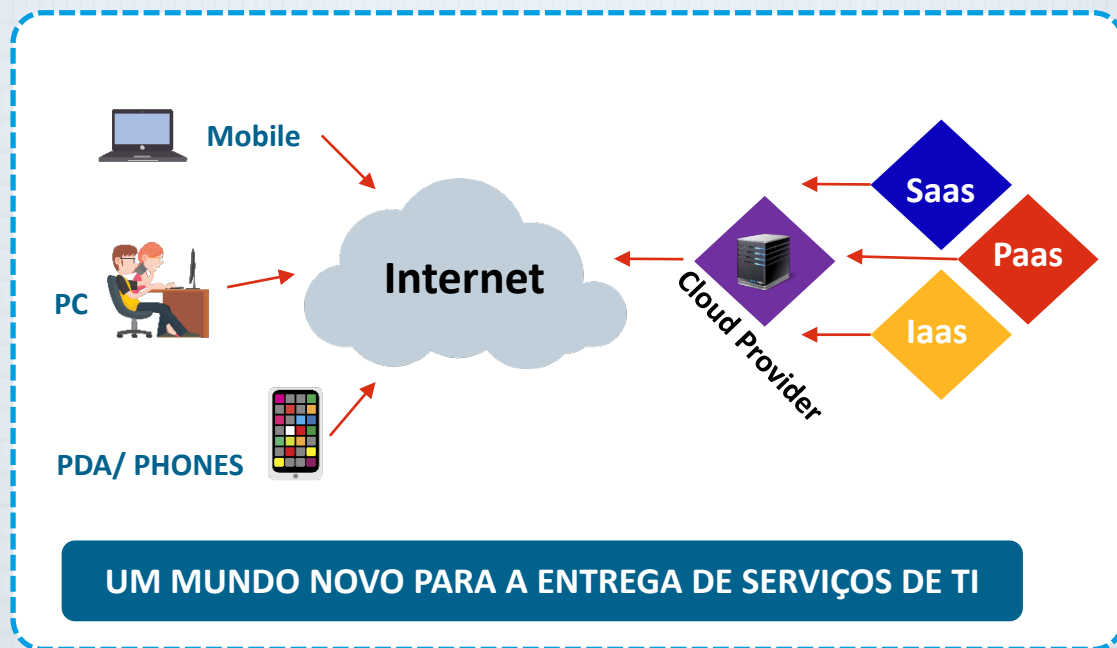 Mobile
PC
PDA/ PHONES
Internet
Cloud Provider
Saas
Paas
Iaas
UM MUNDO NOVO PARA A ENTREGA DE SERVIÇOS DE TI